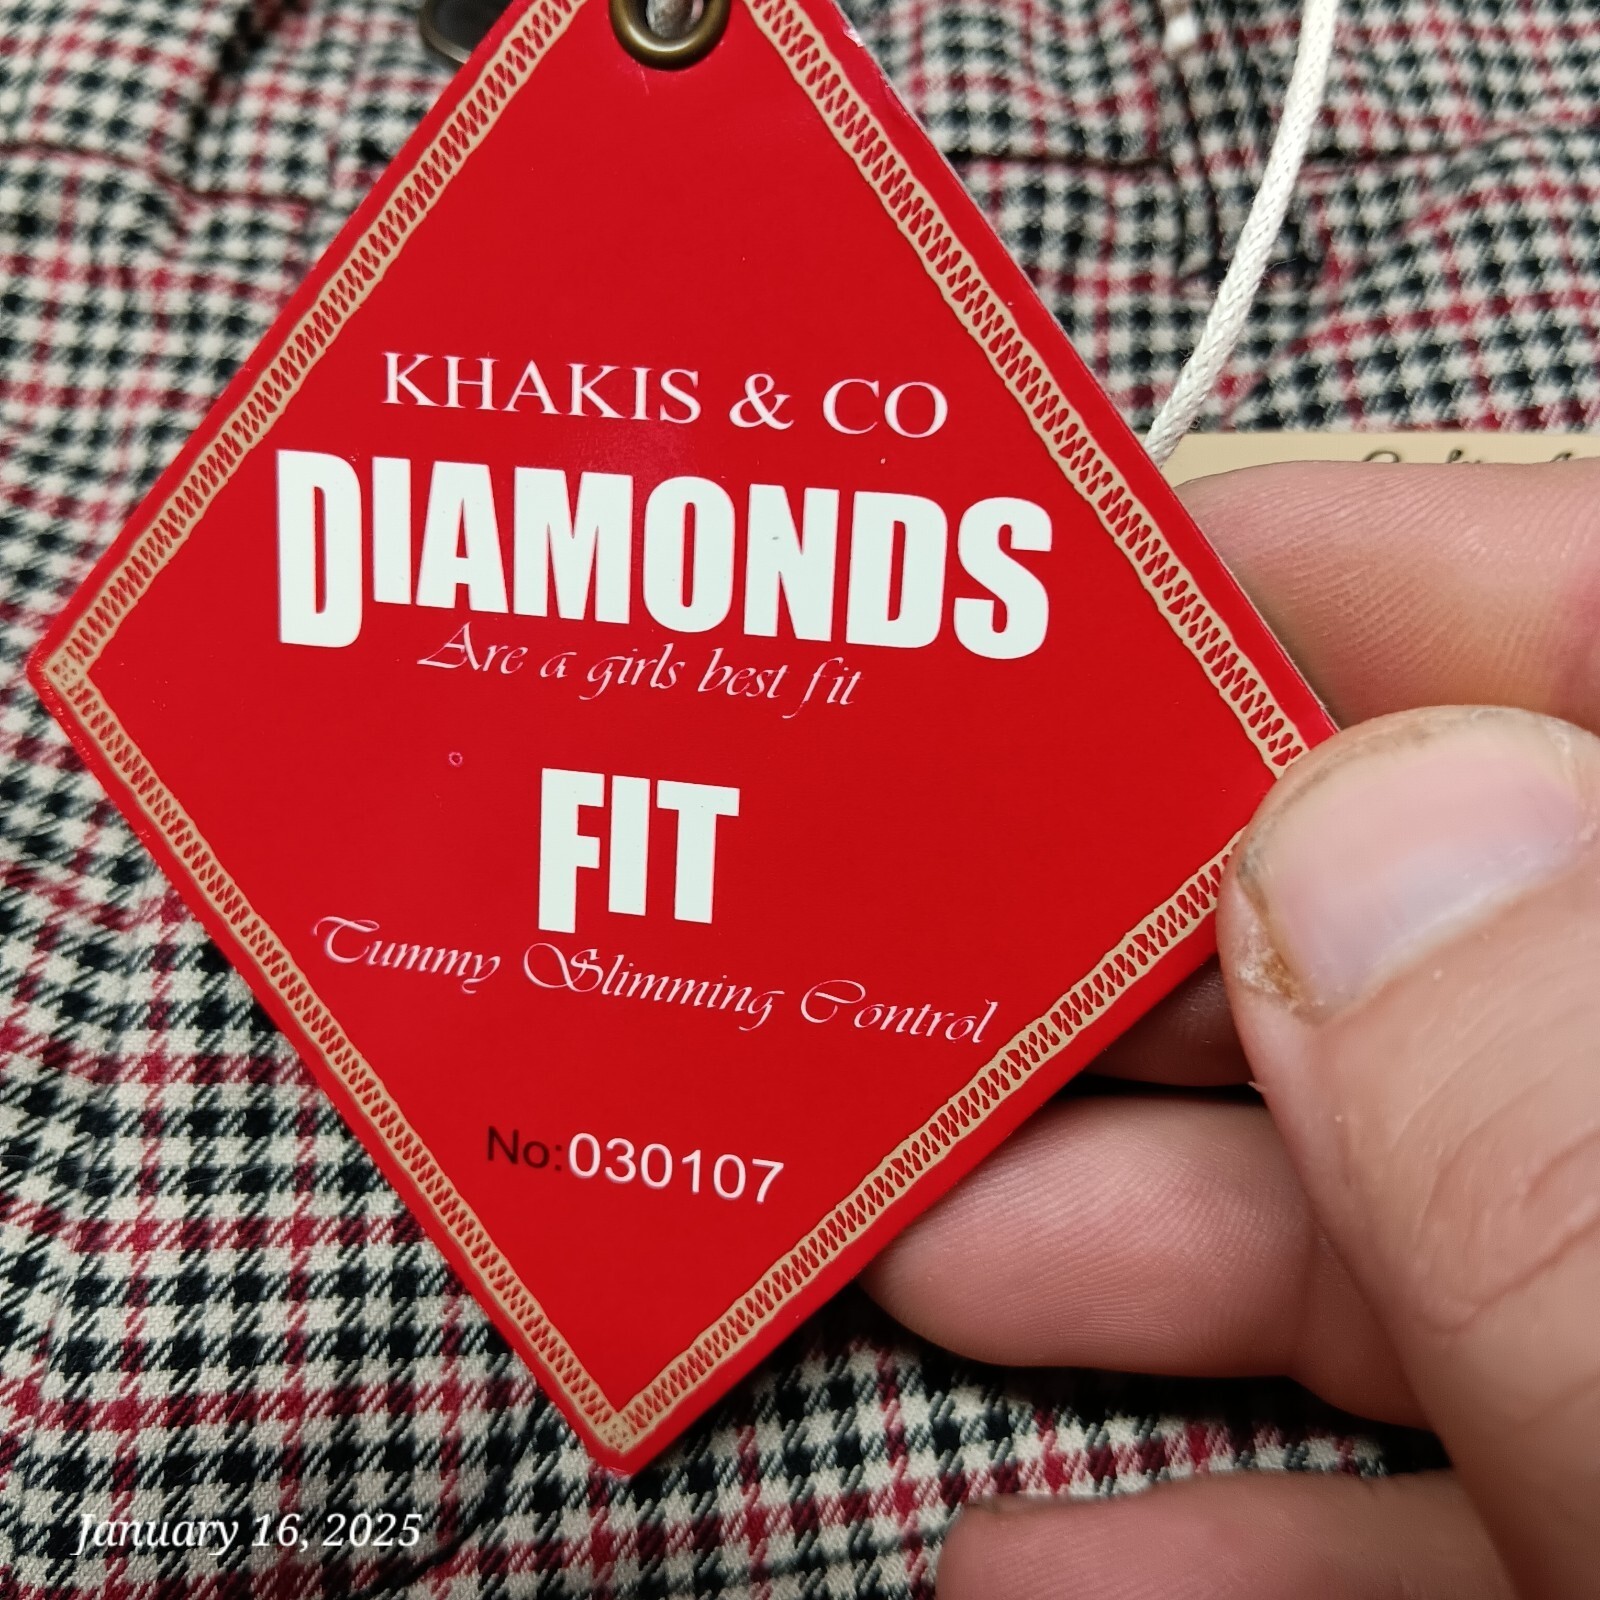 KHAKIS & CO
DIAMONDS
Are a girls best fit
FIT
Tummy Slimming Control
No:030107
January 16, 2025